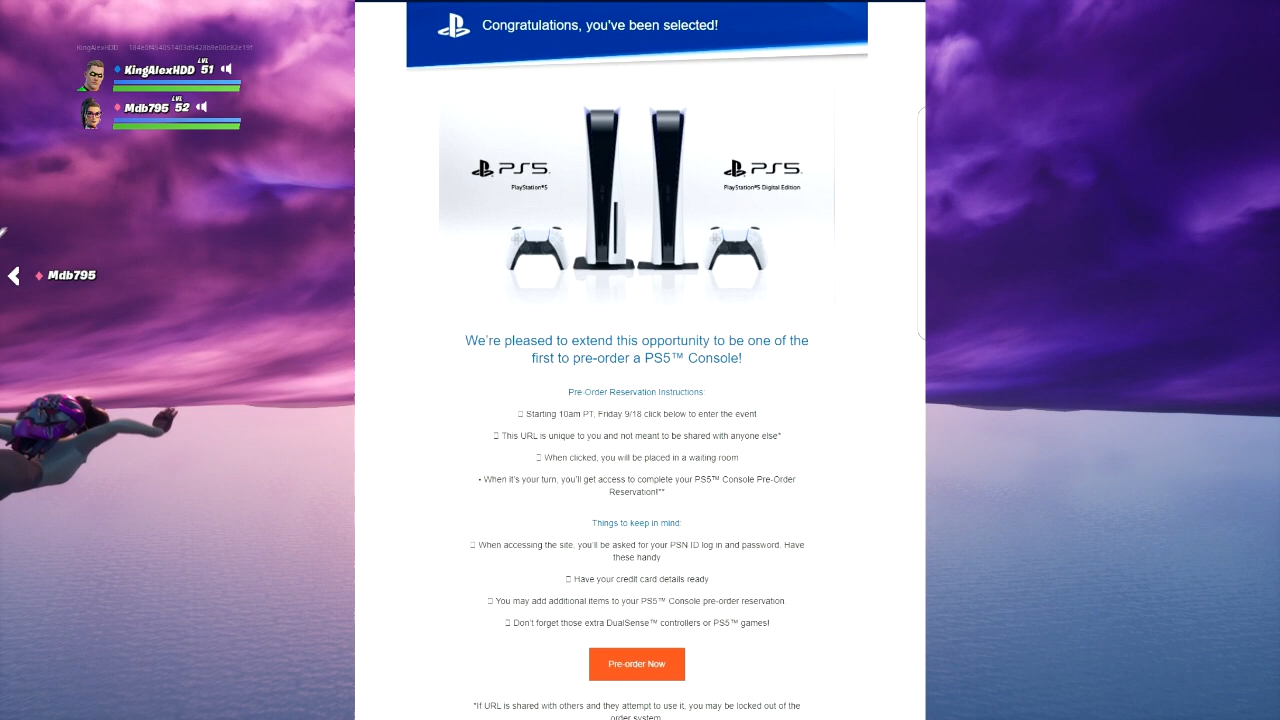 Congratulations, you've been selected!
KingAlexHDD
KingAlexHDD LVL 51
Mdb795 LVL 52
PS5
PlayStation®5
PS5
PlayStation®5 Digital Edition
Mdb795
We're pleased to extend this opportunity to be one of the
first to pre-order a PS5™ Console!
Pre-Order Reservation Instructions:
Starting 10am PT, Friday 9/18 click below to enter the event
This URL is unique to you and not meant to be shared with anyone else*
When clicked, you will be placed in a waiting room
• When it's your turn, you'll get access to complete your PS5™ Console Pre-Order
Reservation!**
Things to keep in mind:
When accessing the site, you'll be asked for your PSN ID log in and password. Have
these handy
Have your credit card details ready
You may add additional items to your PS5™ Console pre-order reservation.
Don't forget those extra DualSense™ controllers or PS5™ games!
Pre-order Now
*If URL is shared with others and they attempt to use it, you may be locked out of the
order system